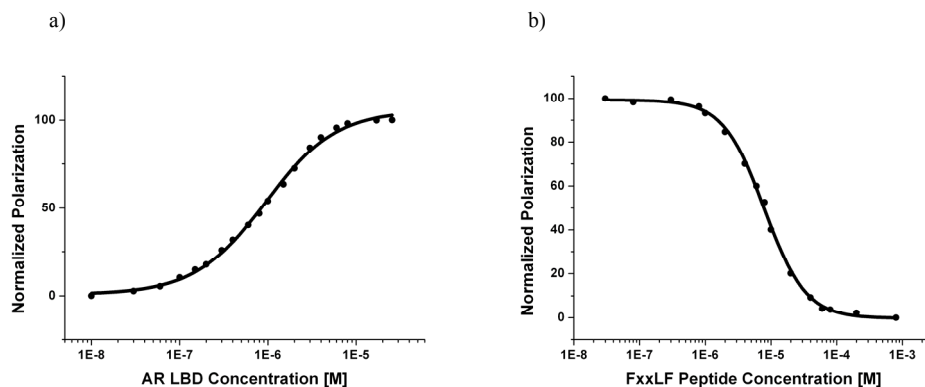 a)
b)
Normalized Polarization
100
50
0
1E-8 1E-7 1E-6 1E-5
AR LBD Concentration [M]
Normalized Polarization
100
80
60
40
20
0
1E-8 1E-7 1E-6 1E-5 1E-4 1E-3
FxxLF Peptide Concentration [M]